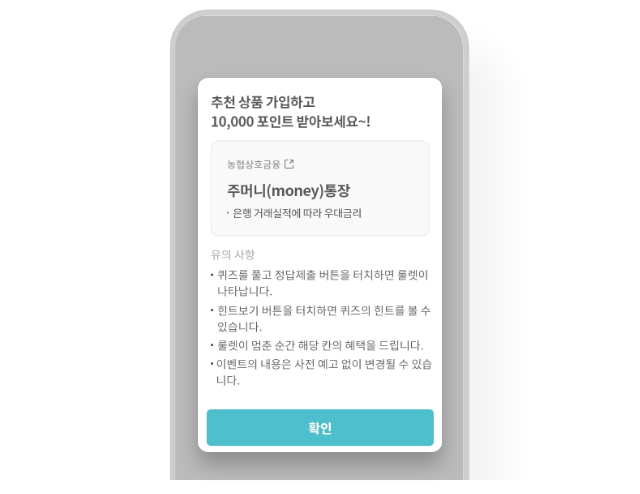 추천 상품 가입하고
10,000 포인트 받아보세요~!
농협상호금융
주머니(money)통장
· 은행 거래실적에 따라 우대금리
유의 사항
• 퀴즈를 풀고 정답제출 버튼을 터치하면 룰렛이
나타납니다.
• 힌트보기 버튼을 터치하면 퀴즈의 힌트를 볼 수
있습니다.
• 룰렛이 멈춘 순간 해당 칸의 혜택을 드립니다.
• 이벤트의 내용은 사전 예고 없이 변경될 수 있습
니다.
확인